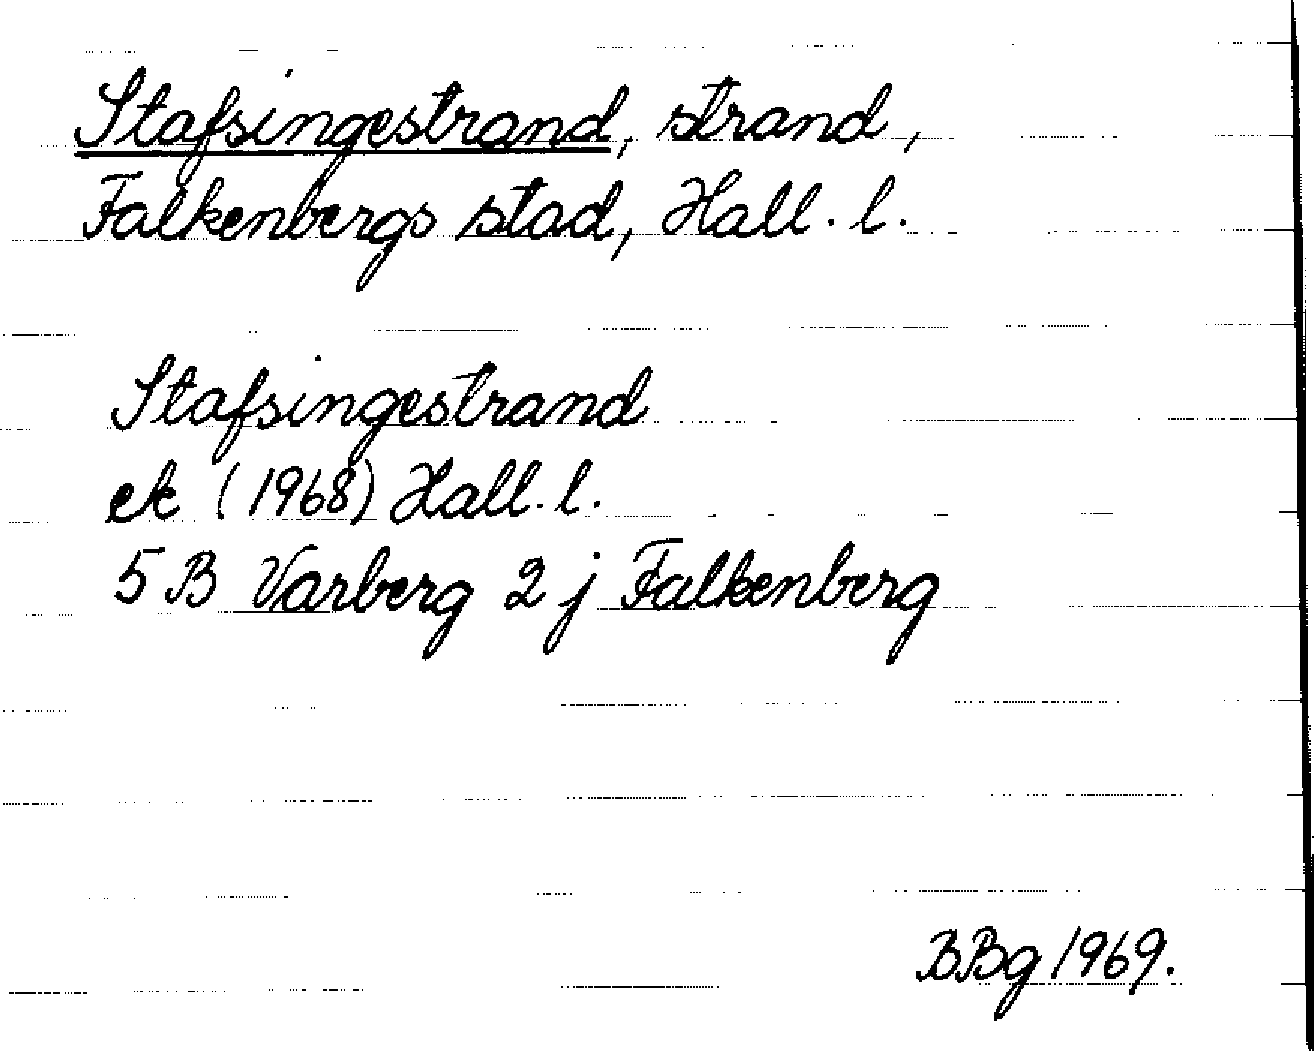 Stafsingestrand, strand,
Falkenbergs stad, Hall. l.
Stafsingestrand
ek (1968) Hall. l.
5 B Varberg 2 j Falkenberg
BBg 1969.